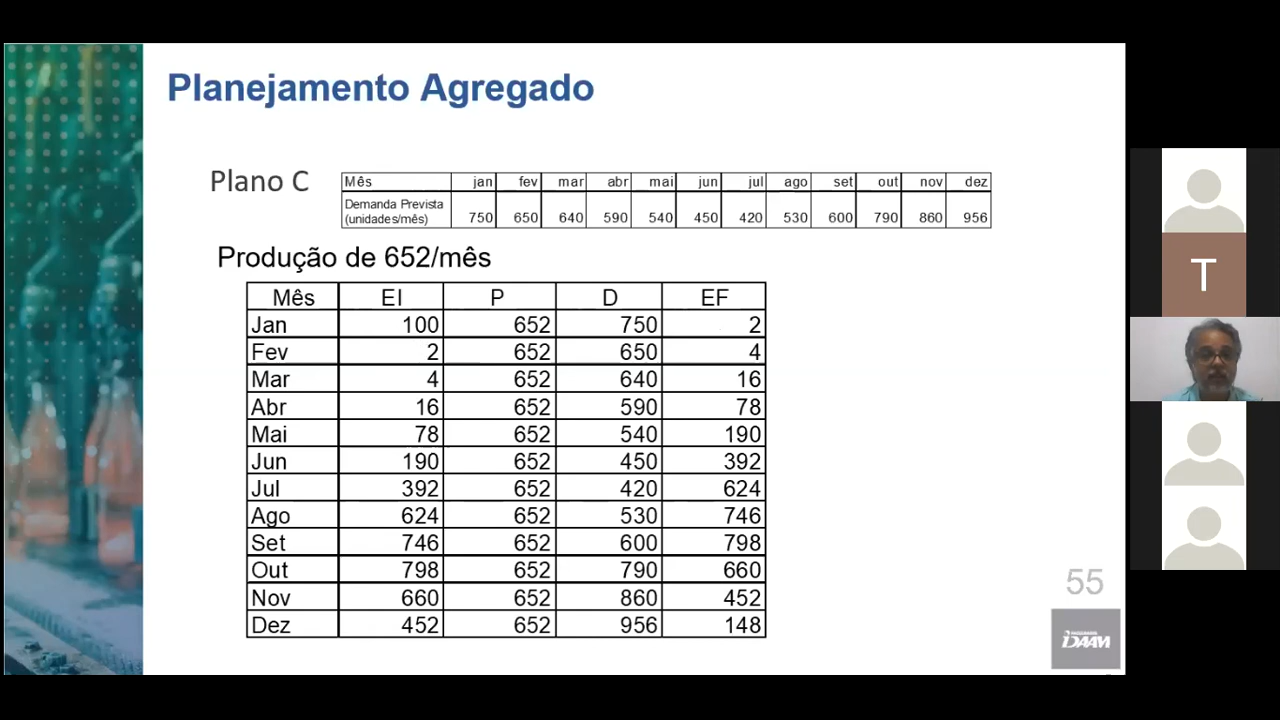 Planejamento Agregado
Plano C
Mês jan fev mar abr mai jun jul ago set out nov dez
Demanda Prevista
(unidades/mês) 750 650 640 590 540 450 420 530 600 790 860 956
Produção de 652/mês
Mês EI P D EF
Jan 100 652 750 2
Fev 2 652 650 4
Mar 4 652 640 16
Abr 16 652 590 78
Mai 78 652 540 190
Jun 190 652 450 392
Jul 392 652 420 624
Ago 624 652 530 746
Set 746 652 600 798
Out 798 652 790 660
Nov 660 652 860 452
Dez 452 652 956 148
55
DAAM
T